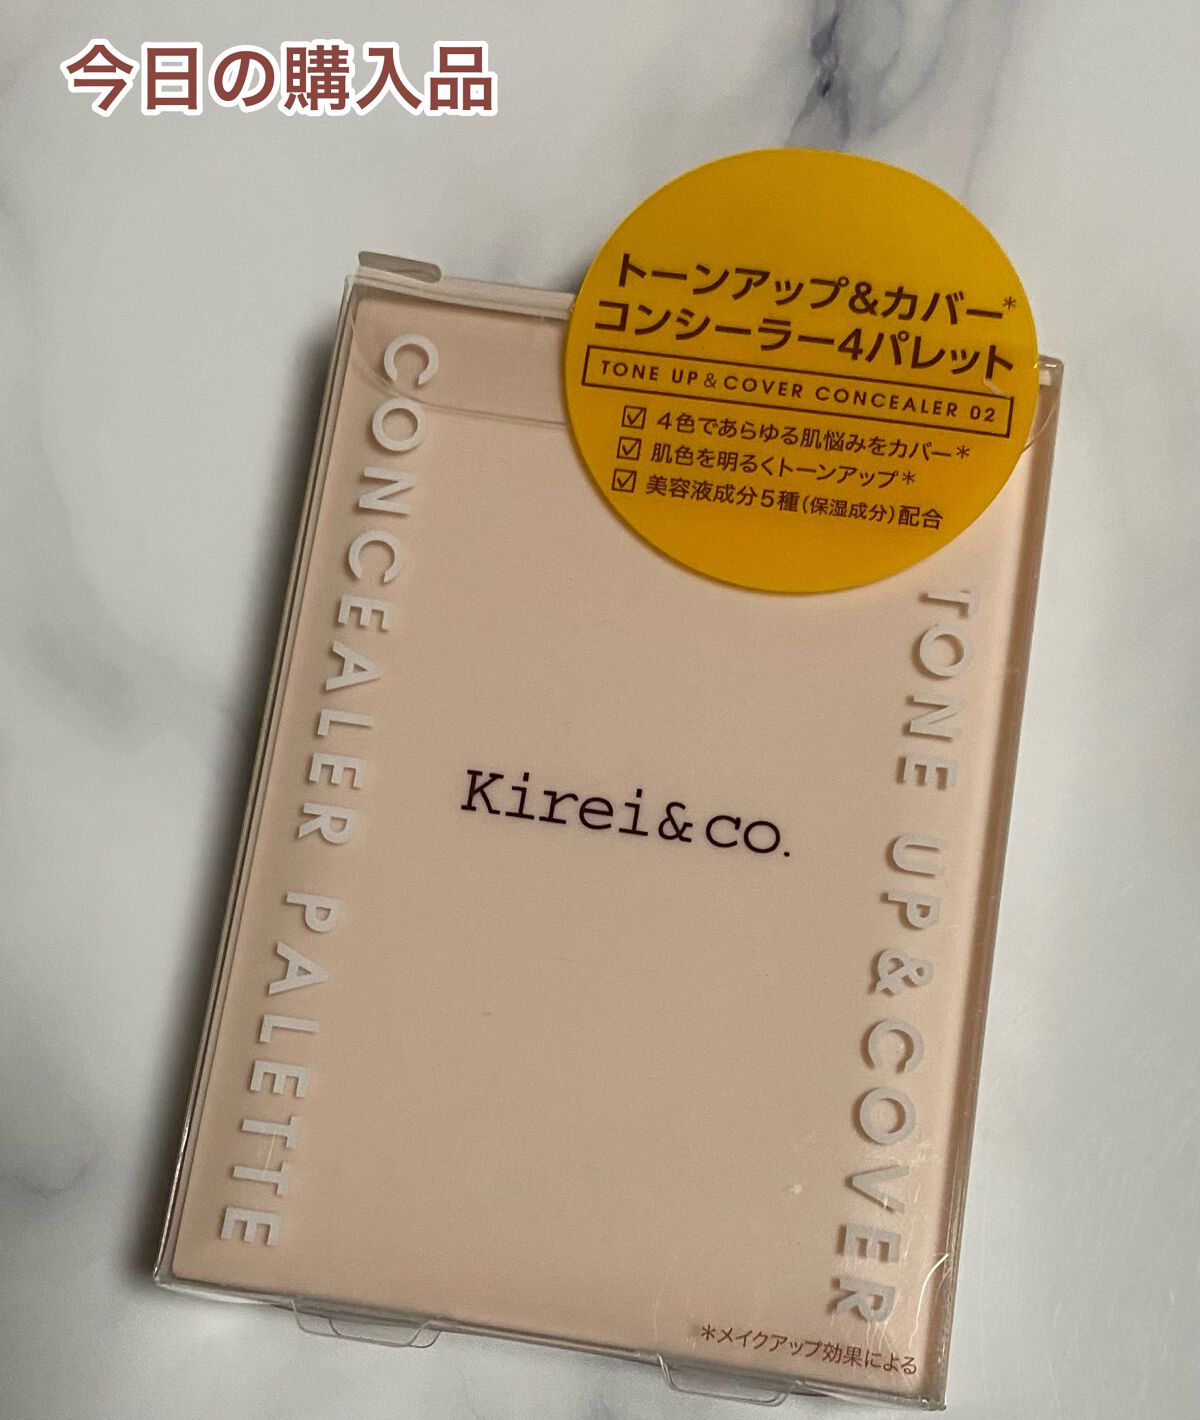 今日の購入品
トーンアップ&カバー*
コンシーラー4パレット
TONE UP&COVER CONCEALER 02
☑ 4色であらゆる肌悩みをカバー*
☑ 肌色を明るくトーンアップ*
☑ 美容液成分5種(保湿成分)配合
CONCEALER PALETTE
Kirei&co.
TONE UP&COVER
*メイクアップ効果による